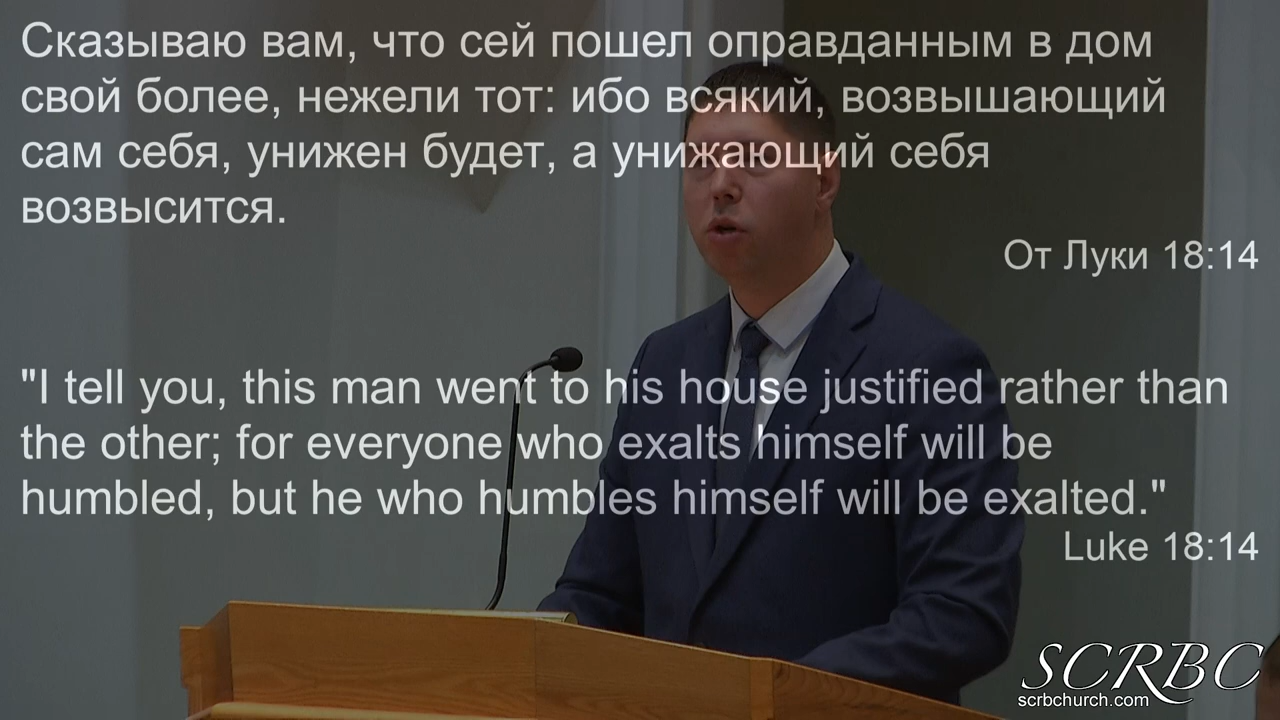 Сказываю вам, что сей пошел оправданным в дом
свой более, нежели тот: ибо всякий, возвышающий
сам себя, унижен будет, а унижающий себя
возвысится.
От Луки 18:14
"I tell you, this man went to his house justified rather than
the other; for everyone who exalts himself will be
humbled, but he who humbles himself will be exalted."
Luke 18:14
SCRBC
scrbchurch.com